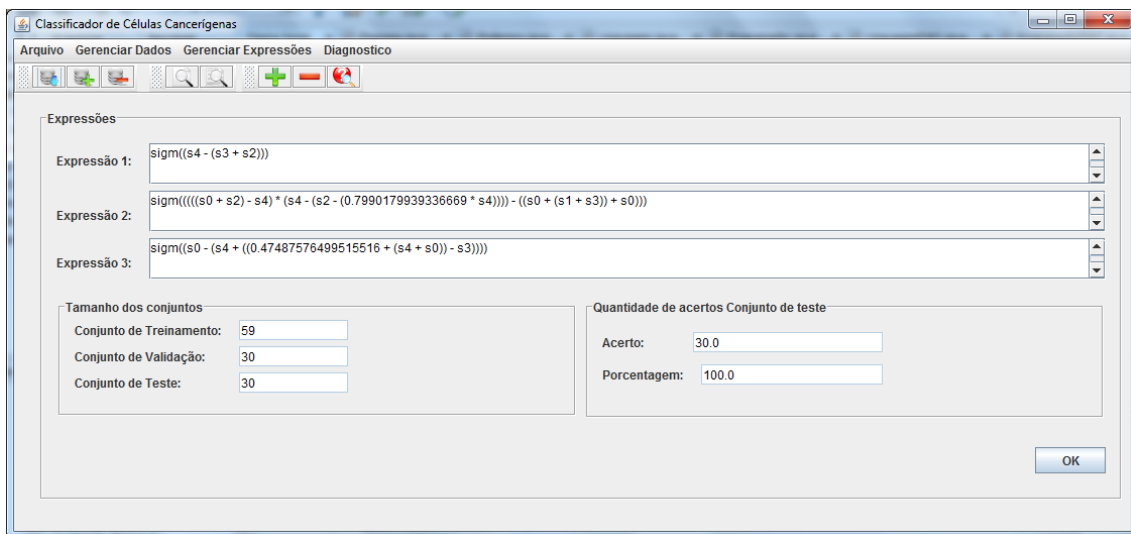 Classificador de Células Cancerígenas
Arquivo Gerenciar Dados Gerenciar Expressões Diagnostico
Expressões
Expressão 1: sigm((s4 - (s3 + s2)))
Expressão 2: sigm(((((s0 + s2) - s4) * (s4 - (s2 - (0.7990179939336669 * s4)))) - ((s0 + (s1 + s3)) + s0)))
Expressão 3: sigm((s0 - (s4 + ((0.47487576499515516 + (s4 + s0)) - s3))))
Tamanho dos conjuntos
Conjunto de Treinamento: 59
Conjunto de Validação: 30
Conjunto de Teste: 30
Quantidade de acertos Conjunto de teste
Acerto: 30.0
Porcentagem: 100.0
OK